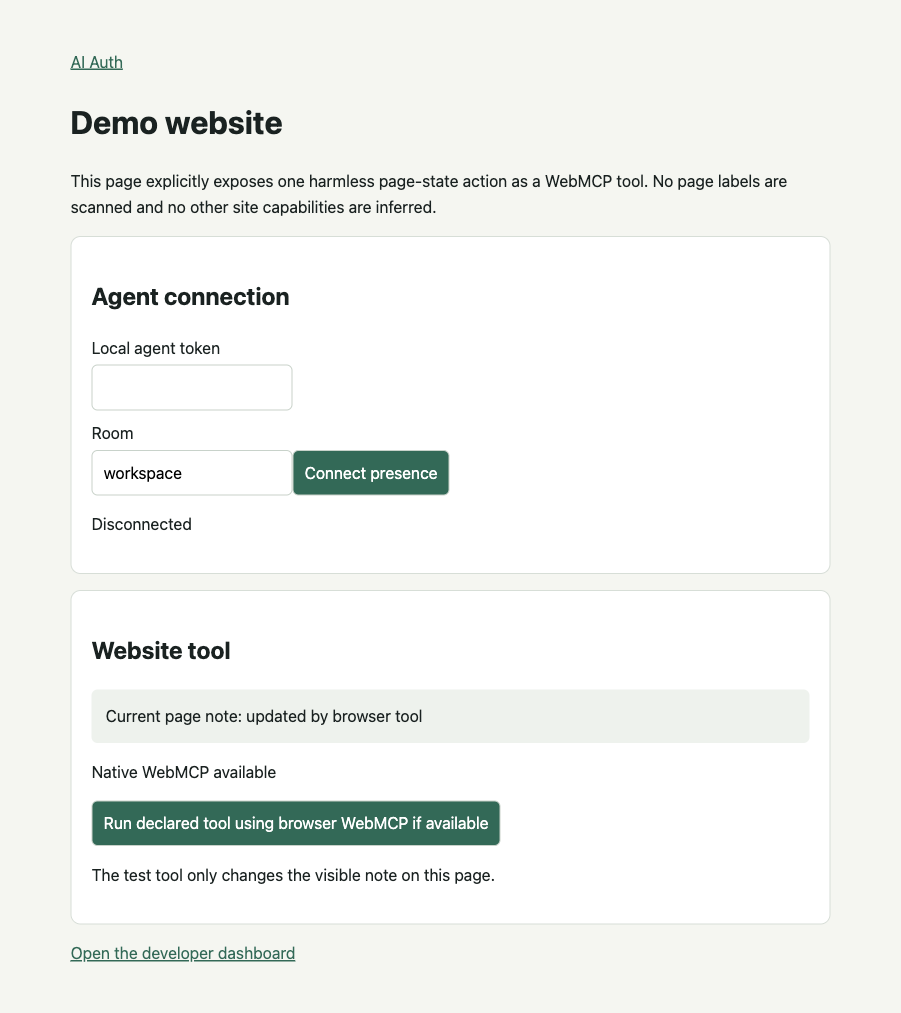 AI Auth
Demo website
This page explicitly exposes one harmless page-state action as a WebMCP tool. No page labels are
scanned and no other site capabilities are inferred.
Agent connection
Local agent token
Room
workspace
Connect presence
Disconnected
Website tool
Current page note: updated by browser tool
Native WebMCP available
Run declared tool using browser WebMCP if available
The test tool only changes the visible note on this page.
Open the developer dashboard